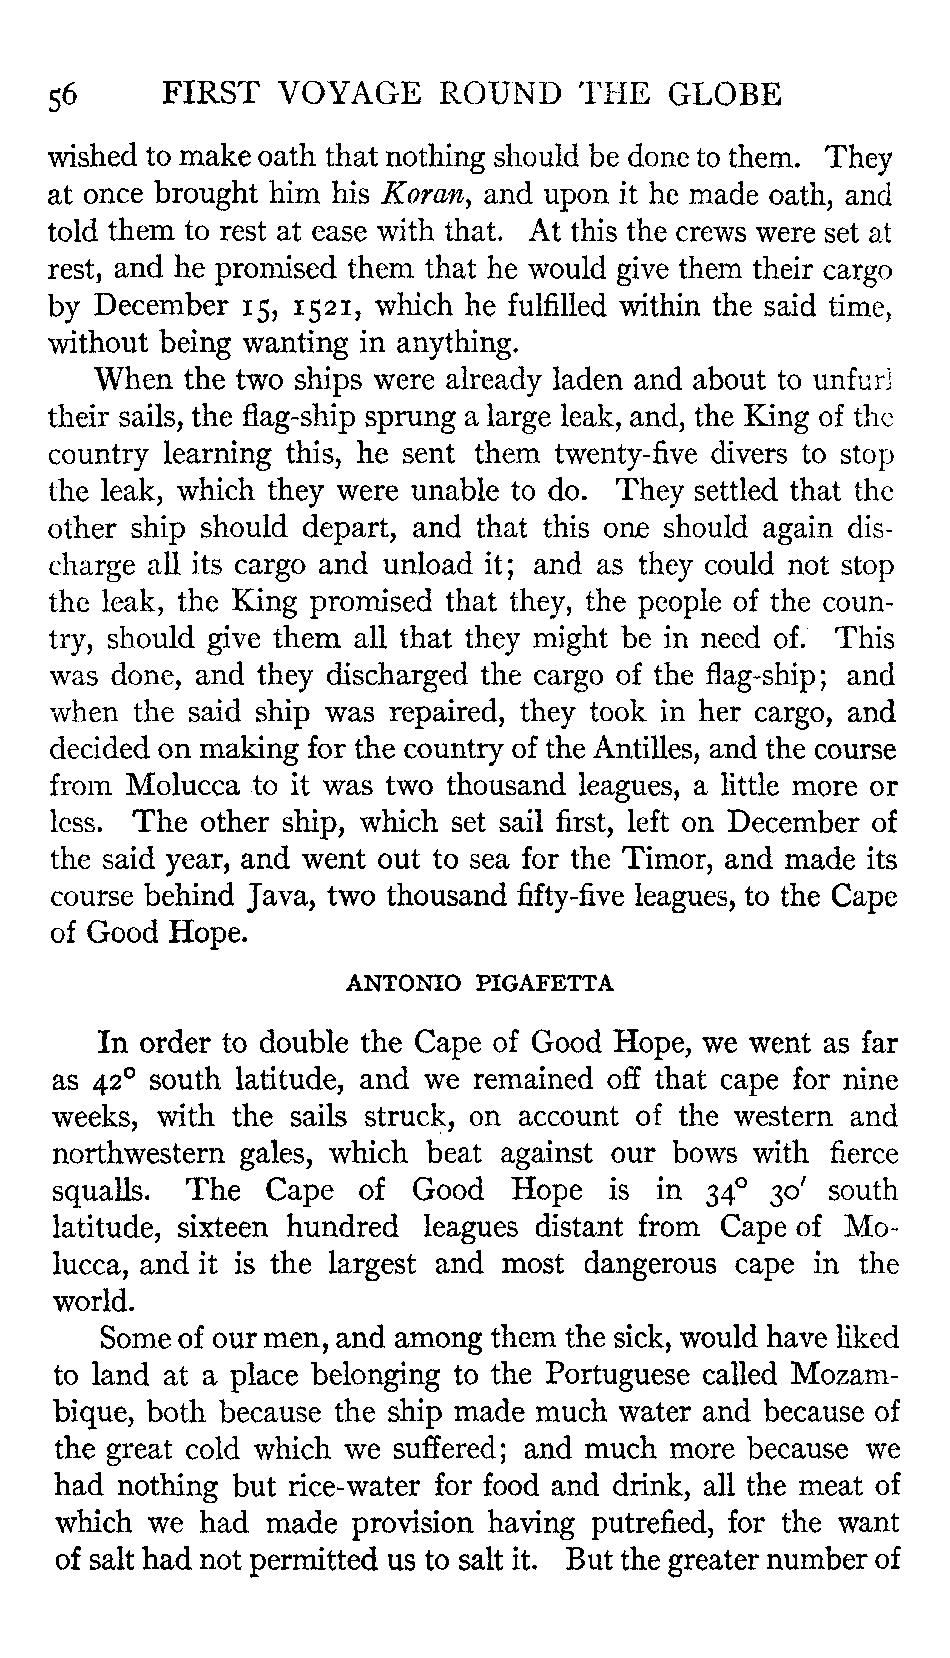 56 FIRST VOYAGE ROUND THE GLOBE
wished to make oath that nothing should be done to them. They
at once brought him his Koran, and upon it he made oath, and
told them to rest at ease with that. At this the crews were set at
rest, and he promised them that he would give them their cargo
by December 15, 1521, which he fulfilled within the said time,
without being wanting in anything.
When the two ships were already laden and about to unfurl
their sails, the flag-ship sprung a large leak, and, the King of the
country learning this, he sent them twenty-five divers to stop
the leak, which they were unable to do. They settled that the
other ship should depart, and that this one should again dis-
charge all its cargo and unload it; and as they could not stop
the leak, the King promised that they, the people of the coun-
try, should give them all that they might be in need of. This
was done, and they discharged the cargo of the flag-ship; and
when the said ship was repaired, they took in her cargo, and
decided on making for the country of the Antilles, and the course
from Molucca to it was two thousand leagues, a little more or
less. The other ship, which set sail first, left on December of
the said year, and went out to sea for the Timor, and made its
course behind Java, two thousand fifty-five leagues, to the Cape
of Good Hope.
ANTONIO PIGAFETTA
In order to double the Cape of Good Hope, we went as far
as 42° south latitude, and we remained off that cape for nine
weeks, with the sails struck, on account of the western and
northwestern gales, which beat against our bows with fierce
squalls. The Cape of Good Hope is in 34° 30′ south
latitude, sixteen hundred leagues distant from Cape of Mo-
lucca, and it is the largest and most dangerous cape in the
world.
Some of our men, and among them the sick, would have liked
to land at a place belonging to the Portuguese called Mozam-
bique, both because the ship made much water and because of
the great cold which we suffered; and much more because we
had nothing but rice-water for food and drink, all the meat of
which we had made provision having putrefied, for the want
of salt had not permitted us to salt it. But the greater number of